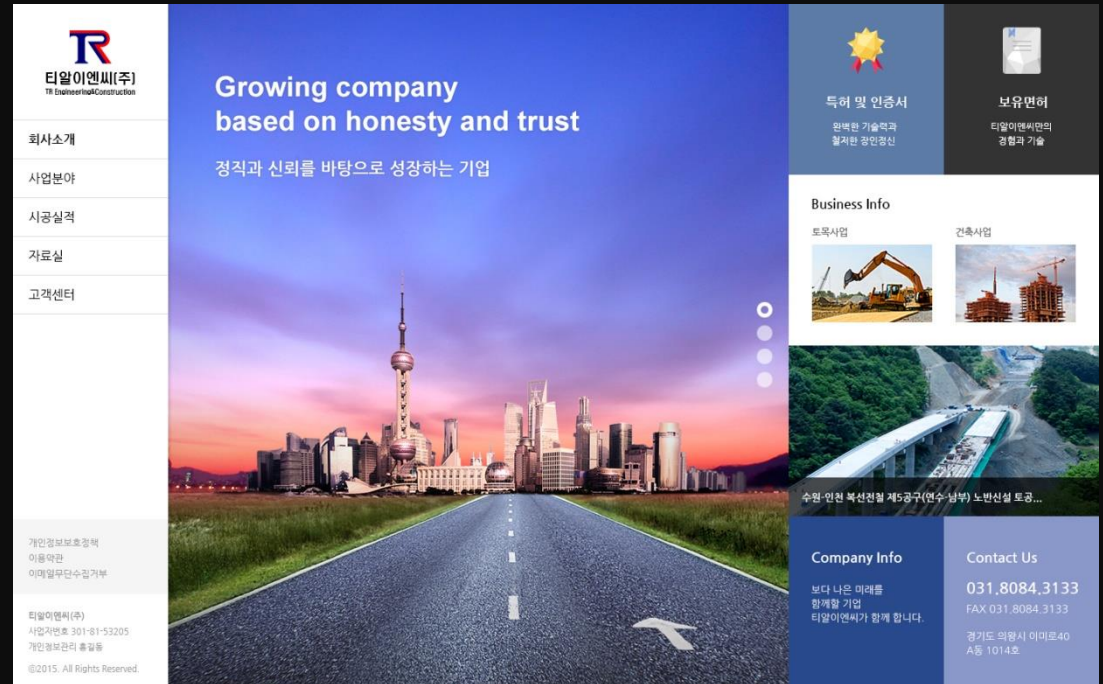 TR
티알이엔씨(주)
TR Engineering&Construction
회사소개
사업분야
시공실적
자료실
고객센터
개인정보보호정책
이용약관
이메일무단수집거부
티알이엔씨(주)
사업자번호 301-81-53205
개인정보관리 홍길동
©2015. All Rights Reserved.
Growing company
based on honesty and trust
정직과 신뢰를 바탕으로 성장하는 기업
특허 및 인증서
완벽한 기술력과
철저한 장인정신
보유면허
티알이엔씨만의
경험과 기술
Business Info
토목사업
건축사업
수원·인천 복선전철 제5공구(연수·남부) 노반신설 토공...
Company Info
보다 나은 미래를
함께할 기업
티알이엔씨가 함께 합니다.
Contact Us
031.8084.3133
FAX 031.8084.3133
경기도 의왕시 이미로40
A동 1014호